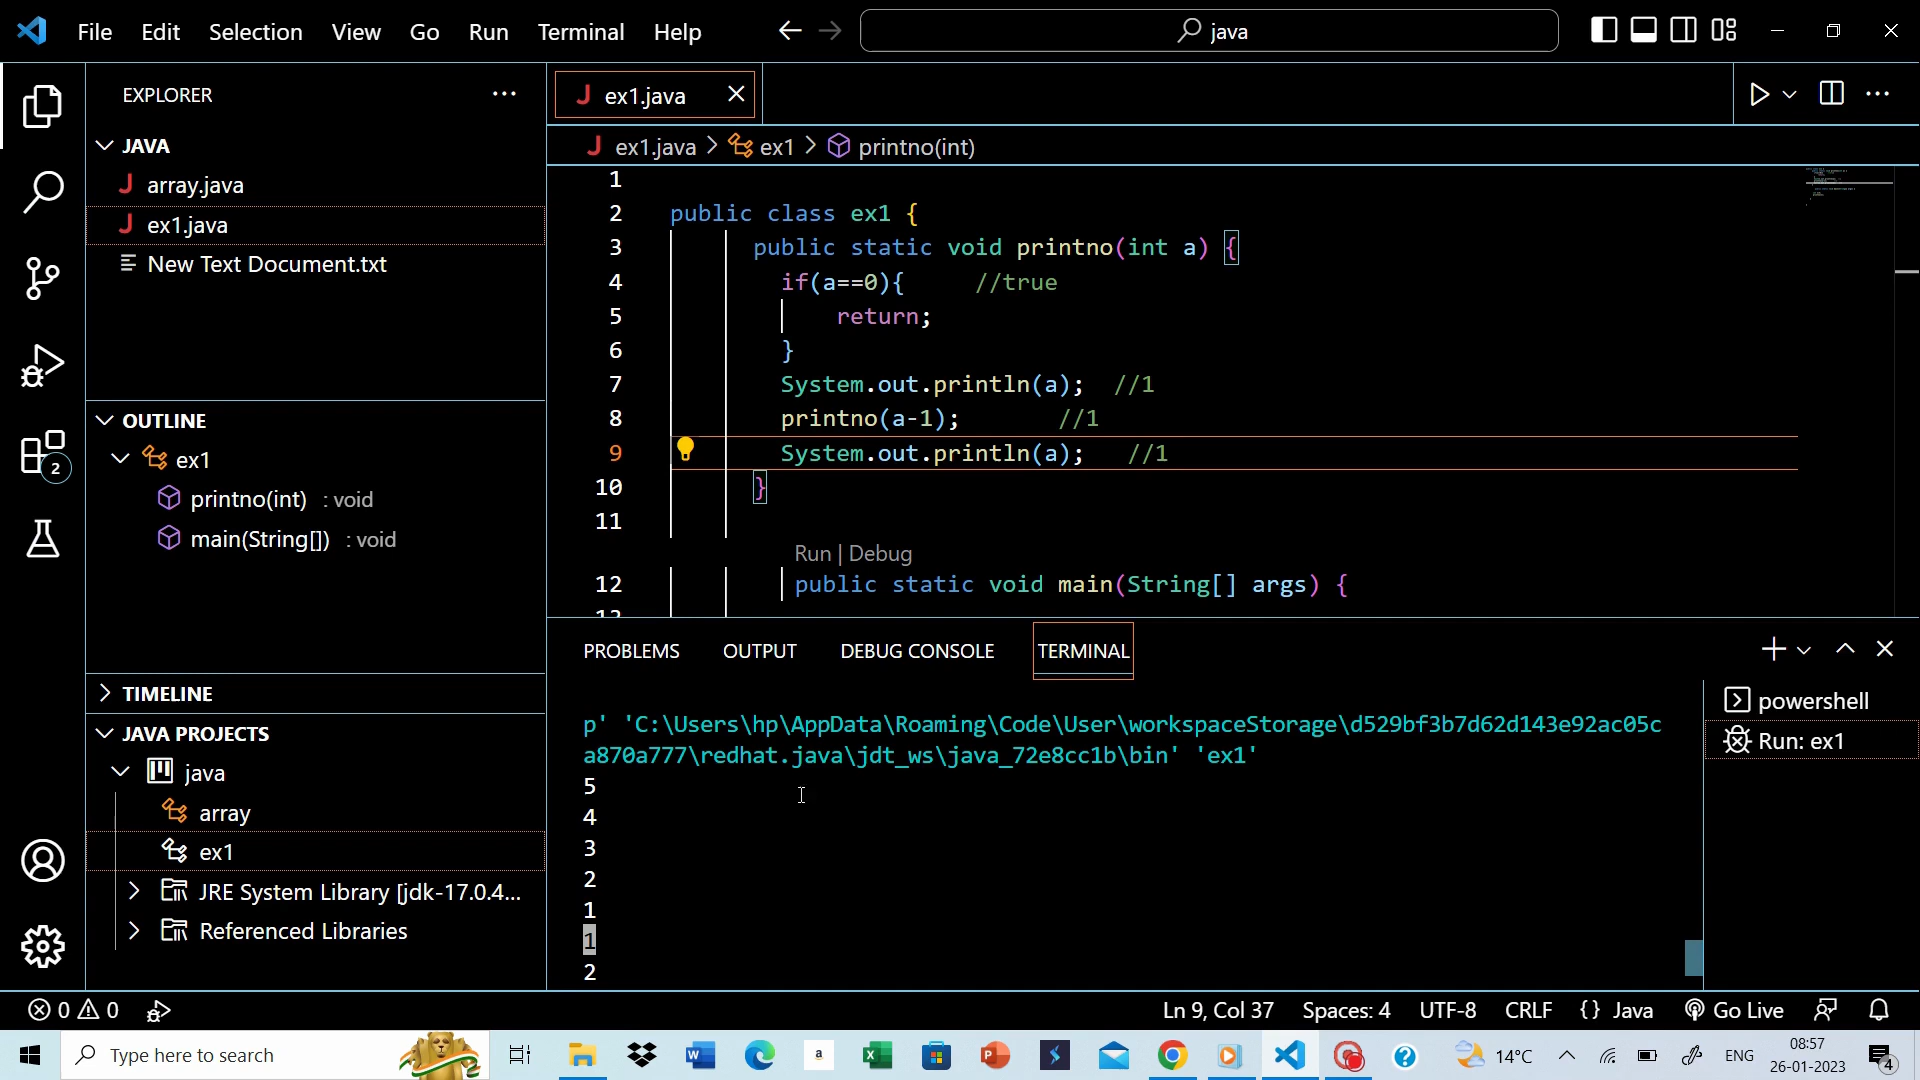 File Edit Selection View Go Run Terminal Help
java
EXPLORER
JAVA
array.java
ex1.java
New Text Document.txt
OUTLINE
ex1
printno(int) : void
main(String[]) : void
TIMELINE
JAVA PROJECTS
java
array
ex1
JRE System Library [jdk-17.0.4...
Referenced Libraries
2
ex1.java
ex1.java > ex1 > printno(int)
1
2 public class ex1 {
3 public static void printno(int a) {
4 if(a==0){ //true
5 return;
6 }
7 System.out.println(a); //1
8 printno(a-1); //1
9 System.out.println(a); //1
10 }
11
Run | Debug
12 public static void main(String[] args) {
PROBLEMS OUTPUT DEBUG CONSOLE TERMINAL
p' 'C:\Users\hp\AppData\Roaming\Code\User\workspaceStorage\d529bf3b7d62d143e92ac05c
a870a777\redhat.java\jdt_ws\java_72e8cc1b\bin' 'ex1'
5
4
3
2
1
1
2
powershell
Run: ex1
0 0
Ln 9, Col 37 Spaces: 4 UTF-8 CRLF {} Java Go Live
Type here to search
14°C ENG
08:57
26-01-2023
4